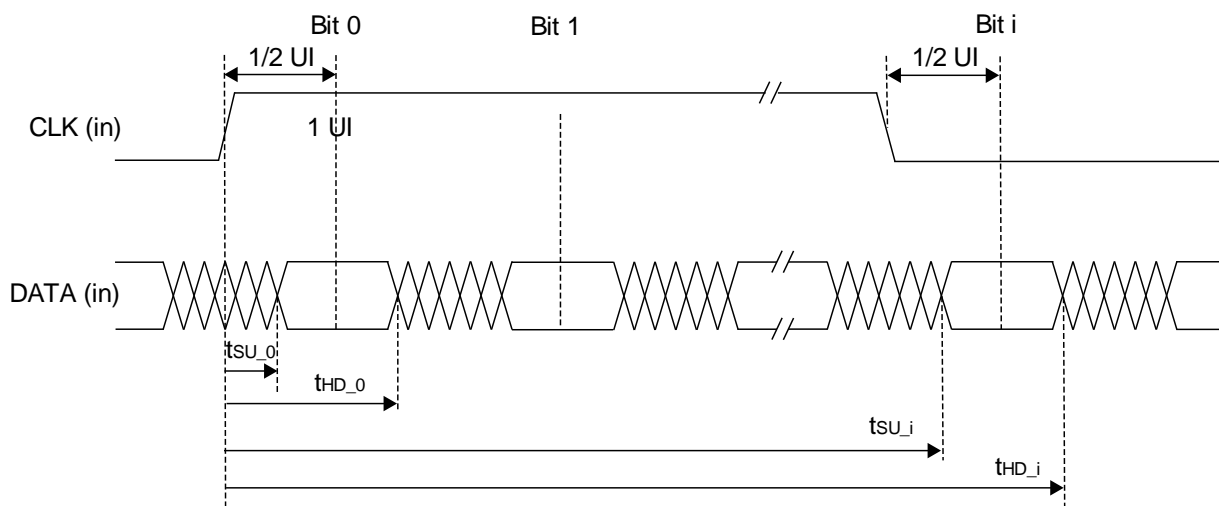 Bit 0
Bit 1
Bit i
1/2 UI
1/2 UI
CLK (in)
1 UI
DATA (in)
tSU_0
tHD_0
tSU_i
tHD_i